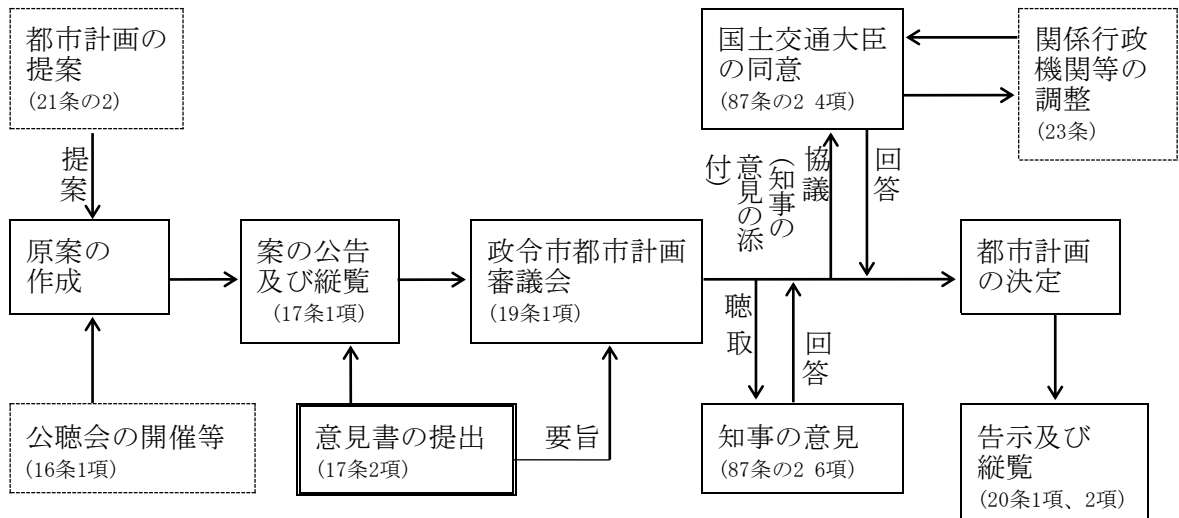 都市計画の
提案
(21条の2)
国土交通大臣
の同意
(87条の2 4項)
関係行政
機関等の
調整
(23条)
提案
協議
(知事の
意見の添
付)
回答
原案の
作成
案の公告
及び縦覧
(17条1項)
政令市都市計画
審議会
(19条1項)
都市計画
の決定
聴取
回答
公聴会の開催等
(16条1項)
意見書の提出
(17条2項)
要旨
知事の意見
(87条の2 6項)
告示及び
縦覧
(20条1項、2項)